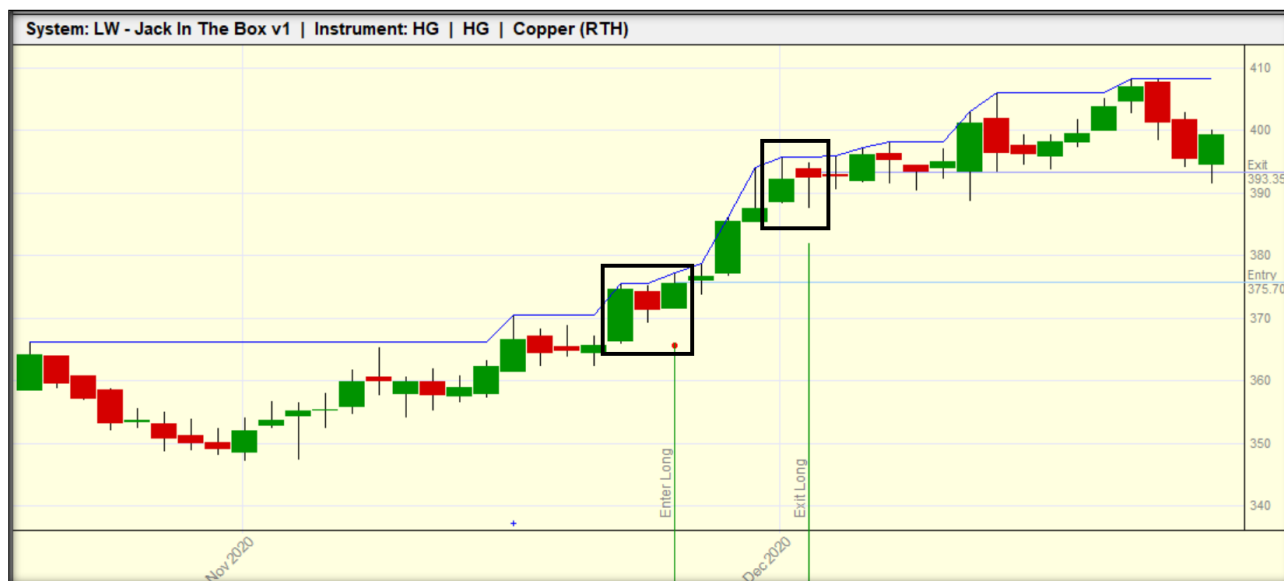 System: LW - Jack In The Box v1 | Instrument: HG | HG | Copper (RTH)
410
400
Exit
393.35
390
380
Entry
375.70
370
360
350
340
Enter Long
Exit Long
Nov 2020
Dec 2020